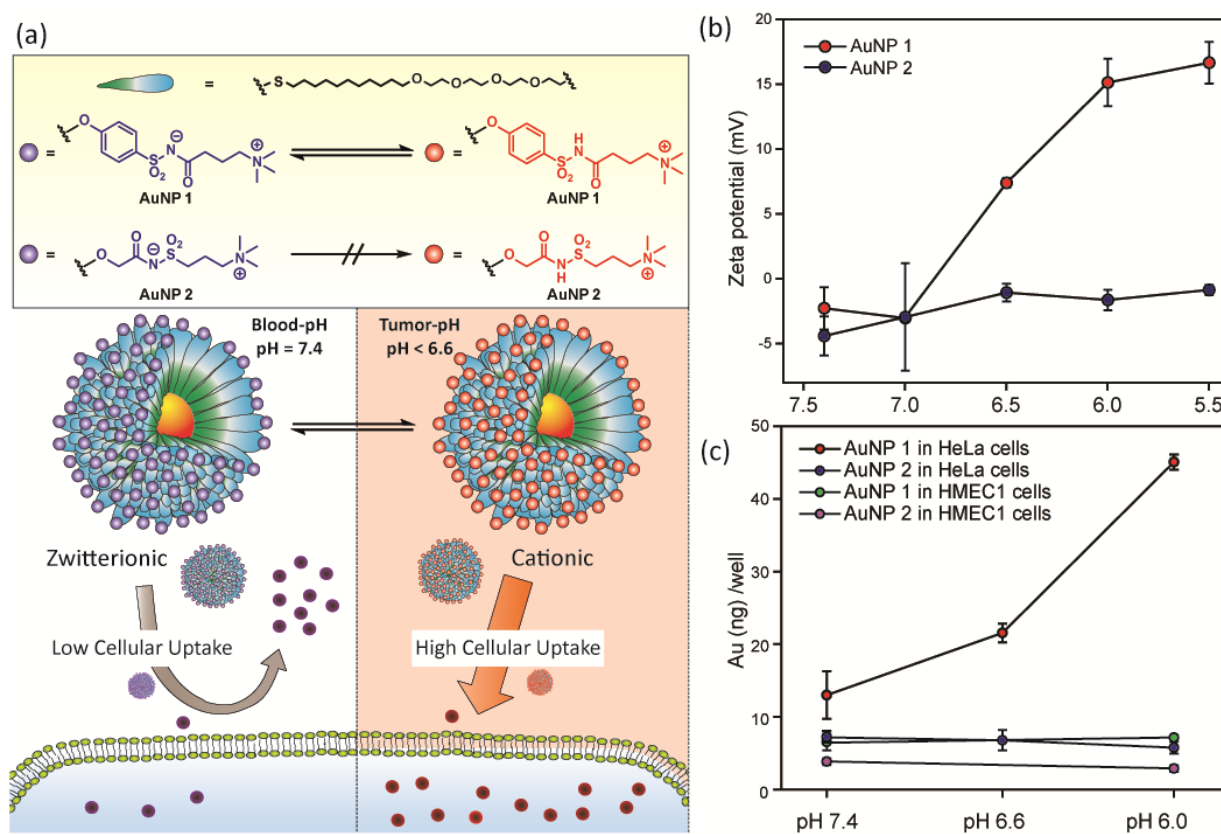 (a)
=
S
O
O
O
O
=
O
S
O₂
N
⊖
O
N
⊕
AuNP 1
=
O
S
O₂
H
N
O
N
⊕
AuNP 1
=
O
O
N
⊖
O₂
S
N
⊕
AuNP 2
=
O
O
N
H
O₂
S
N
⊕
AuNP 2
Blood-pH
pH = 7.4
Tumor-pH
pH < 6.6
Zwitterionic
Cationic
Low Cellular Uptake
High Cellular Uptake
(b)
AuNP 1
AuNP 2
Zeta potential (mV)
20
15
10
5
0
-5
7.5 7.0 6.5 6.0 5.5
(c)
AuNP 1 in HeLa cells
AuNP 2 in HeLa cells
AuNP 1 in HMEC1 cells
AuNP 2 in HMEC1 cells
Au (ng) /well
50
40
30
20
10
0
pH 7.4 pH 6.6 pH 6.0